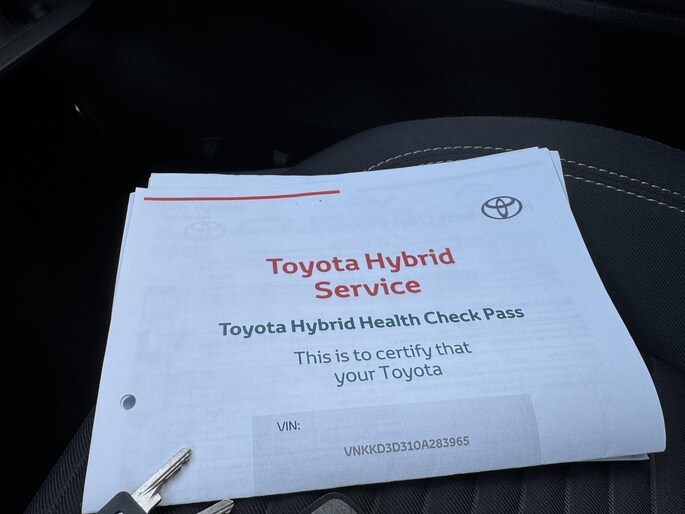 Toyota Hybrid
Service
Toyota Hybrid Health Check Pass
This is to certify that
your Toyota
VIN:
VNKKD3D310A283965